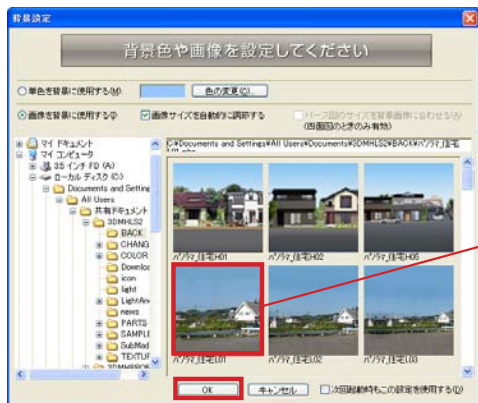 背景設定
背景色や画像を設定してください
単色を背景に使用する(M)
色の変更(C)...
画像を背景に使用する(I)
画像サイズを自動的に調節する
パース図のサイズを背景画像に合わせる(A)
(四面図のときのみ有効)
C:¥Documents and Settings¥All Users¥Documents¥3DMHLS2¥BACK¥パノラマ_住宅
マイ ドキュメント
マイ コンピュータ
3.5 インチ FD (A:)
ローカル ディスク (C:)
Documents and Setting
All Users
共有ドキュメント
3DMHLS2
BACK
CHANG
COLOR
Downloa
icon
light
LightAn
news
PARTS
SAMPLE
SubMad
TEXTUR
パノラマ_住宅H01
パノラマ_住宅H02
パノラマ_住宅H05
パノラマ_住宅L01
パノラマ_住宅L02
パノラマ_住宅L03
OK
キャンセル
次回起動時もこの設定を使用する(D)